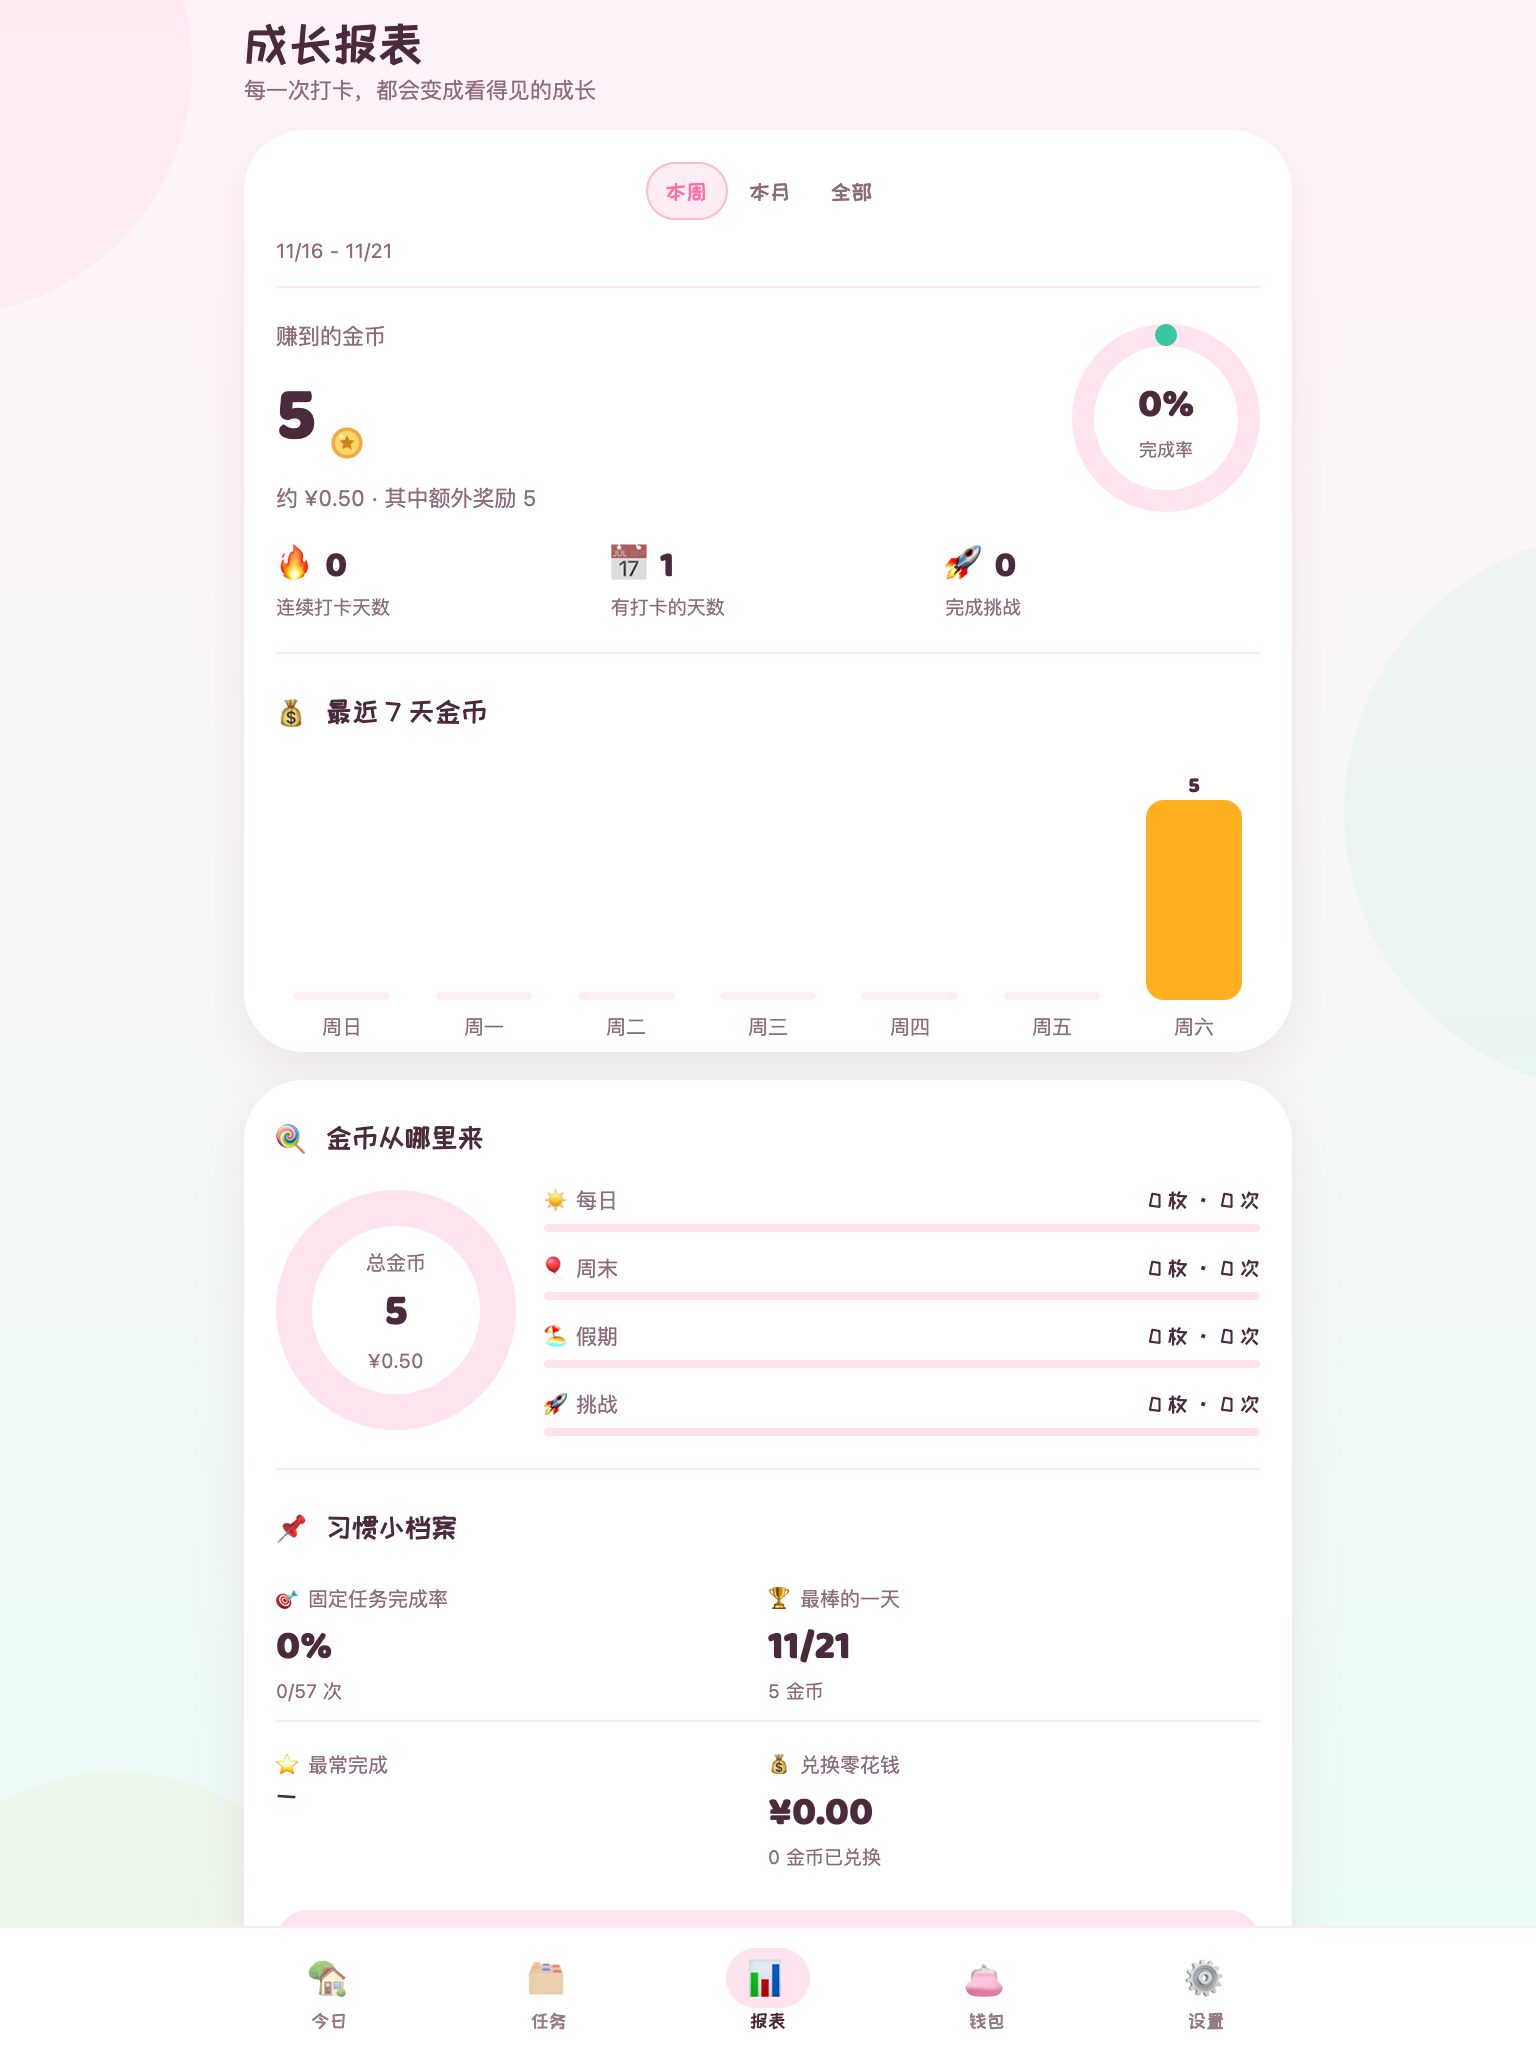 成长报表
每一次打卡，都会变成看得见的成长
本周 本月 全部
11/16 - 11/21
赚到的金币
5
0%
完成率
约 ¥0.50 · 其中额外奖励 5
0
JUL
17
1
0
连续打卡天数 有打卡的天数 完成挑战
最近 7 天金币
5
周日 周一 周二 周三 周四 周五 周六
金币从哪里来
总金币
5
¥0.50
每日 0 枚 · 0 次
周末 0 枚 · 0 次
假期 0 枚 · 0 次
挑战 0 枚 · 0 次
习惯小档案
固定任务完成率
0%
0/57 次
最棒的一天
11/21
5 金币
最常完成
—
兑换零花钱
¥0.00
0 金币已兑换
今日 任务 报表 钱包 设置